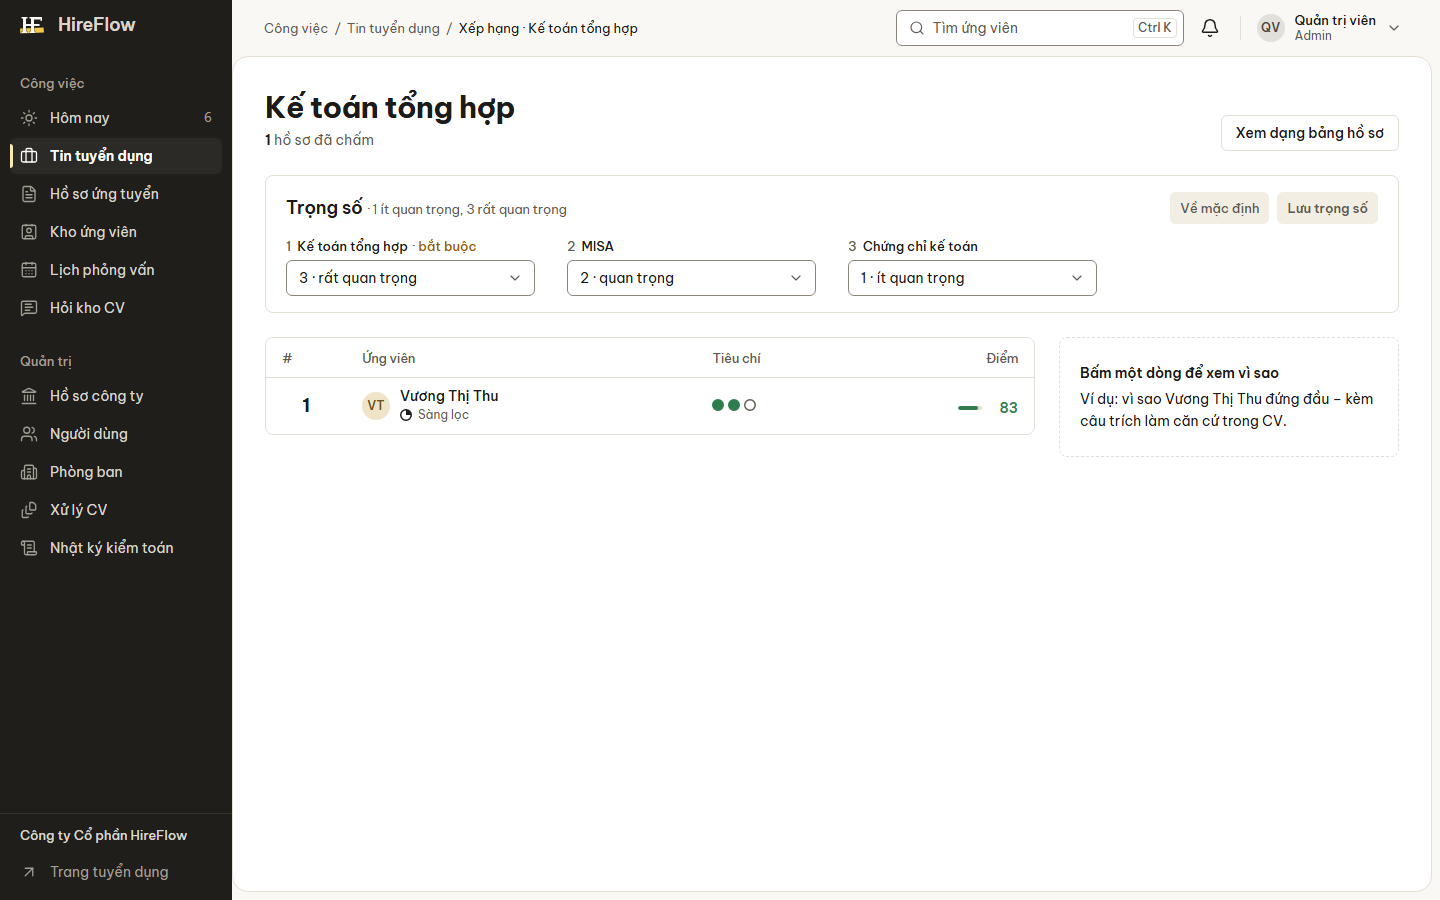 HireFlow
Công việc / Tin tuyển dụng / Xếp hạng · Kế toán tổng hợp
Tìm ứng viên
Ctrl K
QV
Quản trị viên
Admin
Công việc
Hôm nay 6
Tin tuyển dụng
Hồ sơ ứng tuyển
Kho ứng viên
Lịch phỏng vấn
Hỏi kho CV
Quản trị
Hồ sơ công ty
Người dùng
Phòng ban
Xử lý CV
Nhật ký kiểm toán
Công ty Cổ phần HireFlow
Trang tuyển dụng
Kế toán tổng hợp
1 hồ sơ đã chấm
Xem dạng bảng hồ sơ
Trọng số · 1 ít quan trọng, 3 rất quan trọng
Về mặc định
Lưu trọng số
1 Kế toán tổng hợp · bắt buộc
3 · rất quan trọng
2 MISA
2 · quan trọng
3 Chứng chỉ kế toán
1 · ít quan trọng
# Ứng viên Tiêu chí Điểm
1 VT Vương Thị Thu 83
Sàng lọc
Bấm một dòng để xem vì sao
Ví dụ: vì sao Vương Thị Thu đứng đầu – kèm
câu trích làm căn cứ trong CV.